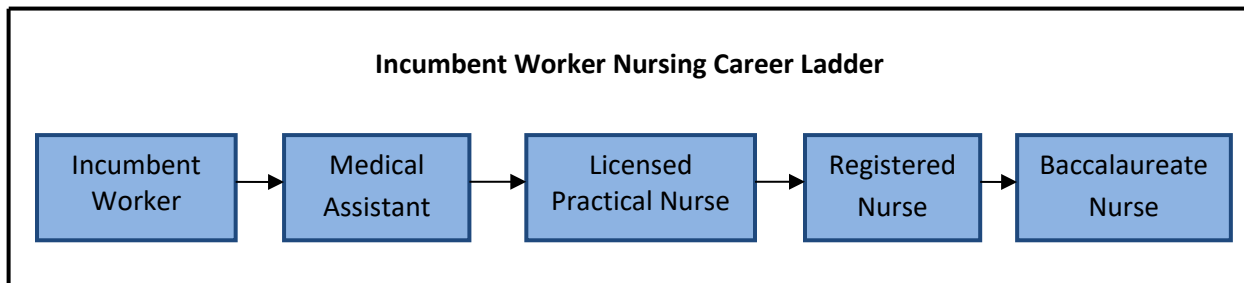 Incumbent Worker Nursing Career Ladder
Incumbent
Worker
Medical
Assistant
Licensed
Practical Nurse
Registered
Nurse
Baccalaureate
Nurse